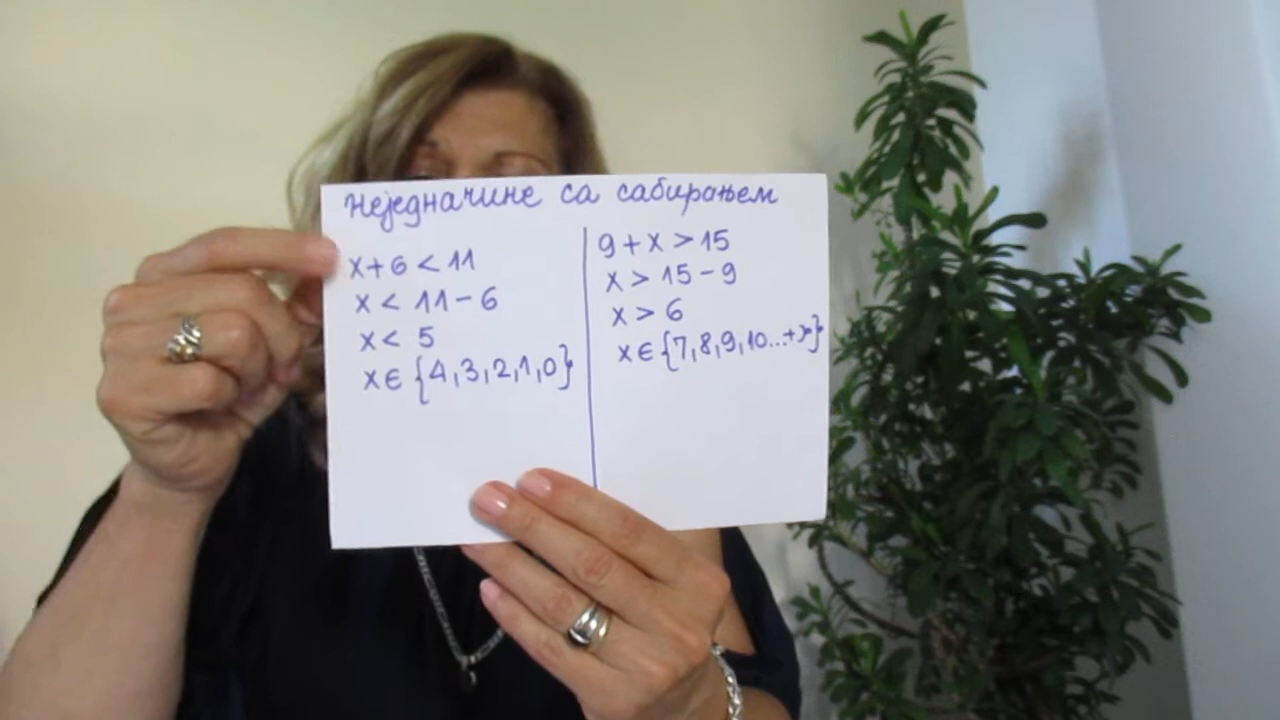 Неједначине са сабирањем
x+6 < 11
x < 11 - 6
x < 5
x ∈ {4,3,2,1,0}
9 + x > 15
x > 15 - 9
x > 6
x ∈ {7,8,9,10...+∞}